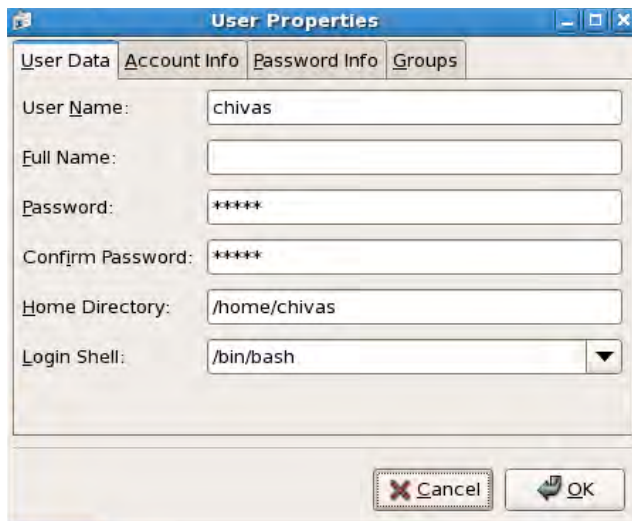 User Properties
User Data Account Info Password Info Groups
User Name: chivas
Full Name:
Password: *****
Confirm Password: *****
Home Directory: /home/chivas
Login Shell: /bin/bash
Cancel OK